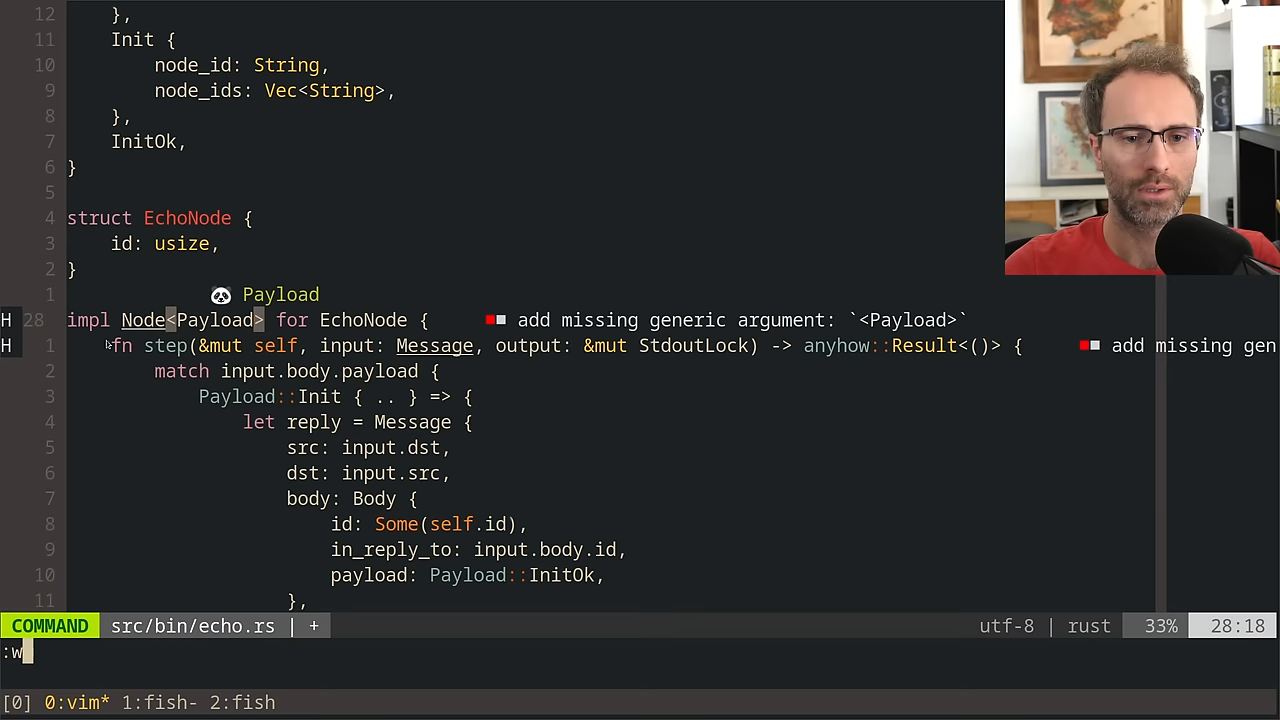 12 },
11 Init {
10 node_id: String,
9 node_ids: Vec<String>,
8 },
7 InitOk,
6 }
5
4 struct EchoNode {
3 id: usize,
2 }
1 🐼 Payload
H 28 impl Node<Payload> for EchoNode { add missing generic argument: `<Payload>`
H 1 fn step(&mut self, input: Message, output: &mut StdoutLock) -> anyhow::Result<()> { add missing gen
2 match input.body.payload {
3 Payload::Init { .. } => {
4 let reply = Message {
5 src: input.dst,
6 dst: input.src,
7 body: Body {
8 id: Some(self.id),
9 in_reply_to: input.body.id,
10 payload: Payload::InitOk,
11 },
COMMAND src/bin/echo.rs | + utf-8 | rust 33% 28:18
:w
[0] 0:vim* 1:fish- 2:fish